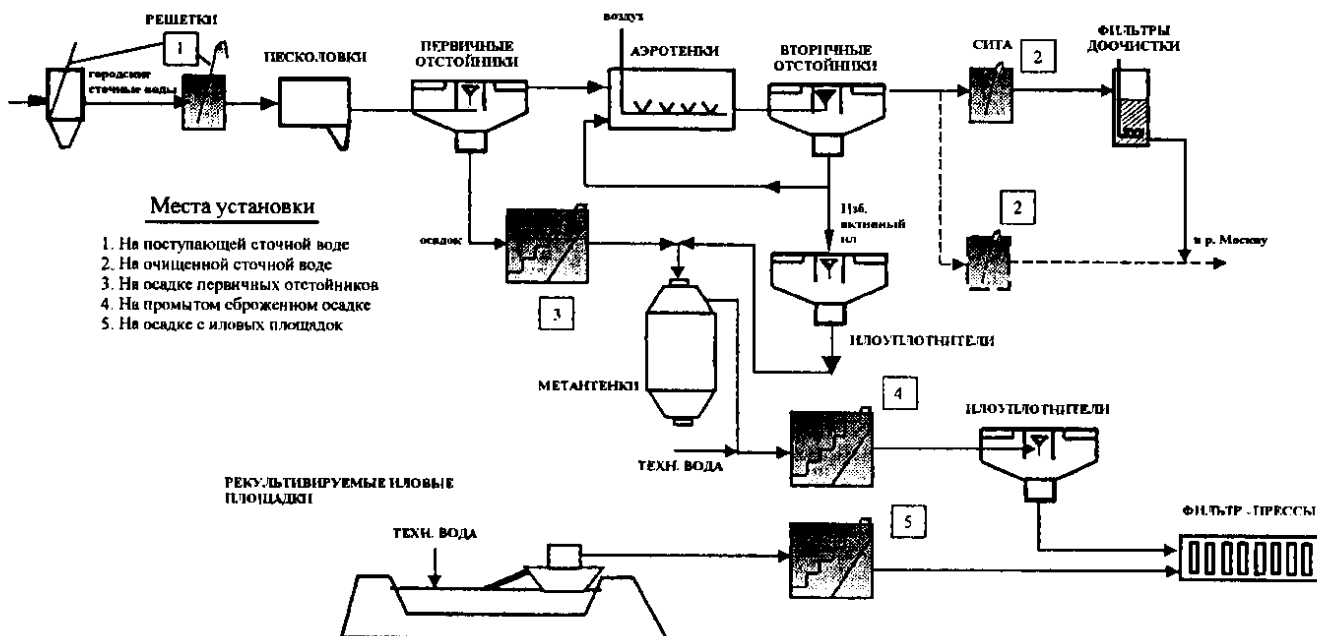 РЕШЕТКИ
1
городские
сточные воды
ПЕСКОЛОВКИ
ПЕРВИЧНЫЕ
ОТСТОЙНИКИ
воздух
АЭРОТЕНКИ
ВТОРИЧНЫЕ
ОТСТОЙНИКИ
СИТА
2
ФИЛЬТРЫ
ДООЧИСТКИ
Места установки
1. На поступающей сточной воде
2. На очищенной сточной воде
3. На осадке первичных отстойников
4. На промытом сброженном осадке
5. На осадке с иловых площадок
осадок
3
Изб.
активный
ил
2
в р. Москву
ИЛОУПЛОТНИТЕЛИ
МЕТАНТЕНКИ
4
ИЛОУПЛОТНИТЕЛИ
ТЕХН. ВОДА
РЕКУЛЬТИВИРУЕМЫЕ ИЛОВЫЕ
ПЛОЩАДКИ
ТЕХН. ВОДА
5
ФИЛЬТР - ПРЕССЫ